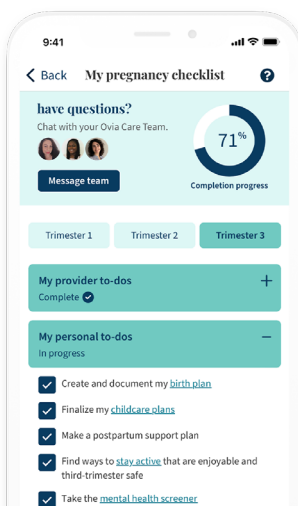 9:41
Back My pregnancy checklist ?
have questions?
Chat with your Ovia Care Team.
Message team
71%
Completion progress
Trimester 1 Trimester 2 Trimester 3
My provider to-dos
Complete
My personal to-dos
In progress
Create and document my birth plan
Finalize my childcare plans
Make a postpartum support plan
Find ways to stay active that are enjoyable and
third-trimester safe
Take the mental health screener